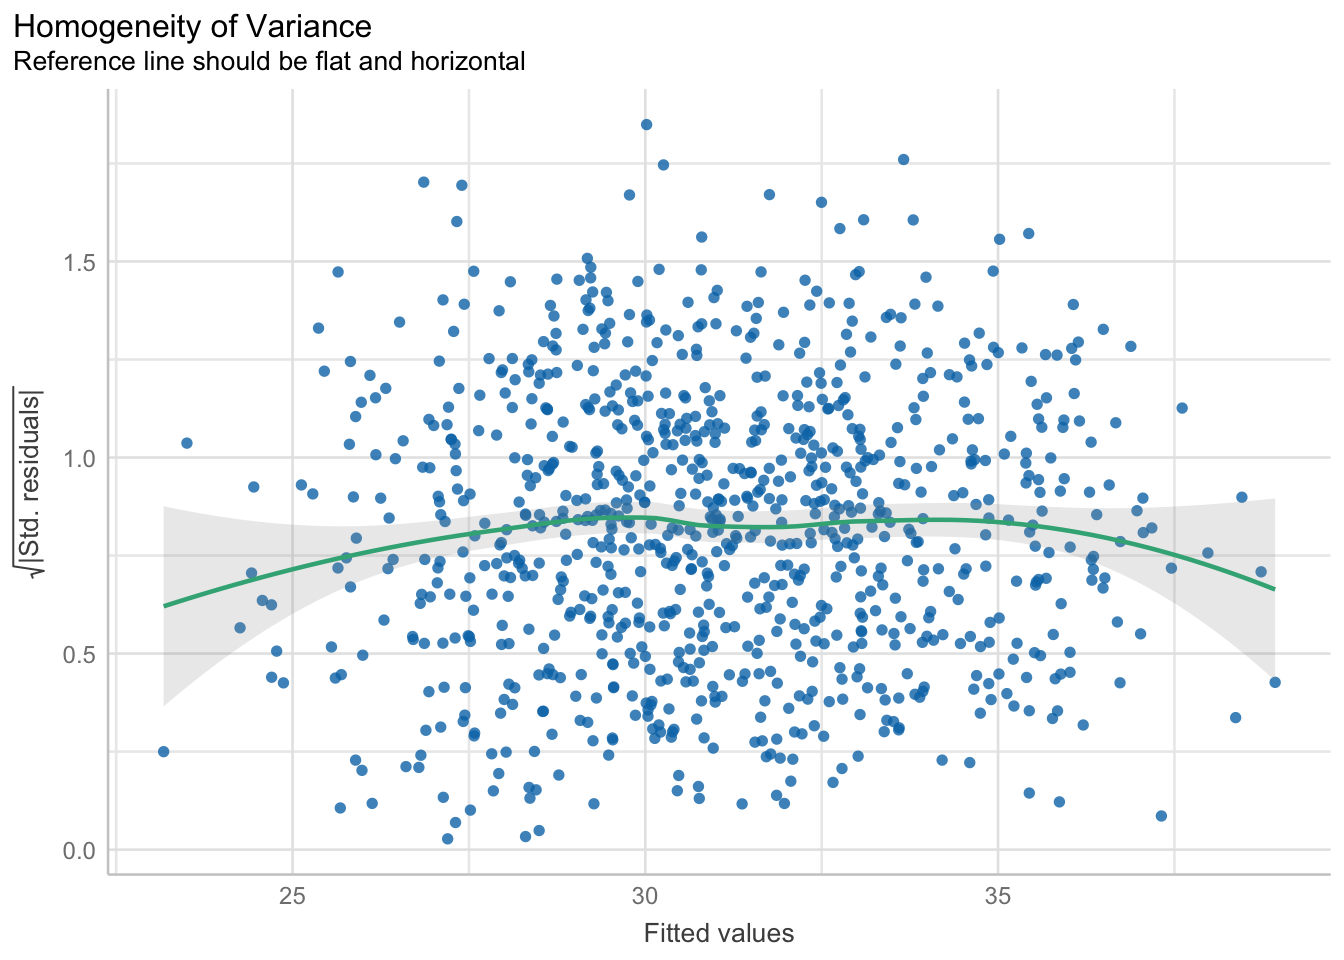 Homogeneity of Variance
Reference line should be flat and horizontal
√|Std. residuals|
1.5
1.0
0.5
0.0
25
30
35
Fitted values